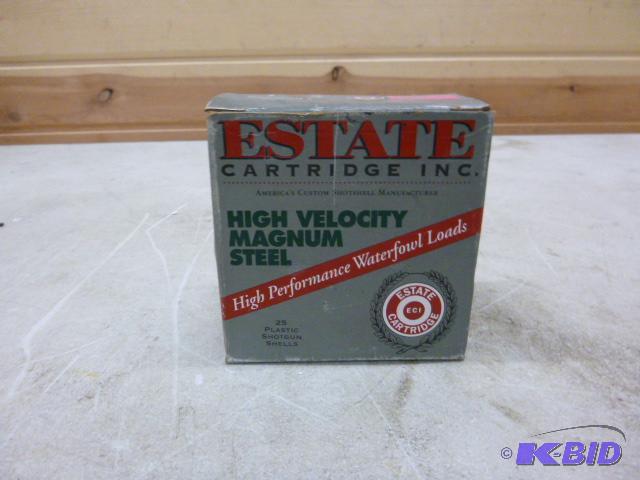 ESTATE
CARTRIDGE INC.
AMERICA'S CUSTOM SHOTSHELL MANUFACTURER
HIGH VELOCITY
MAGNUM
STEEL
High Performance Waterfowl Loads
25
PLASTIC
SHOTGUN
SHELLS
ESTATE
ECI
CARTRIDGE
© K-BID